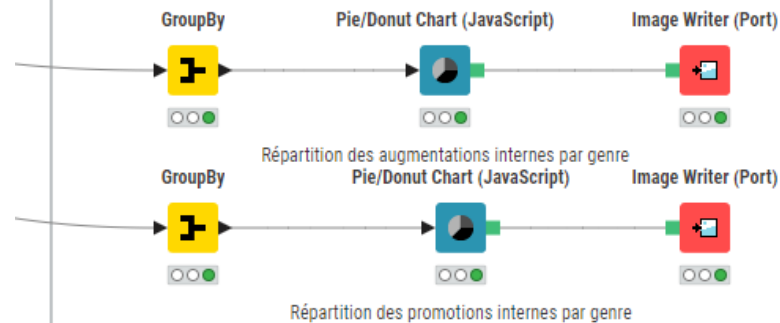 GroupBy Pie/Donut Chart (JavaScript) Image Writer (Port)
Répartition des augmentations internes par genre
GroupBy Pie/Donut Chart (JavaScript) Image Writer (Port)
Répartition des promotions internes par genre